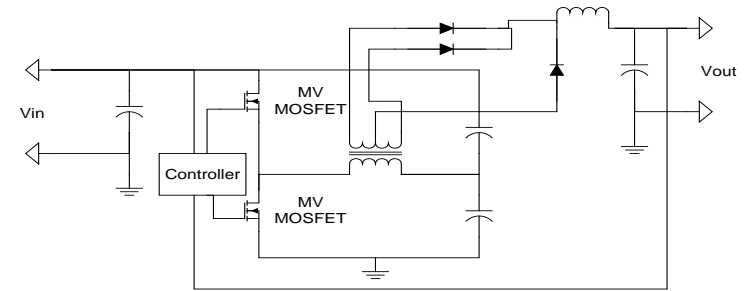 Vout
Vin
MV
MOSFET
Controller
MV
MOSFET